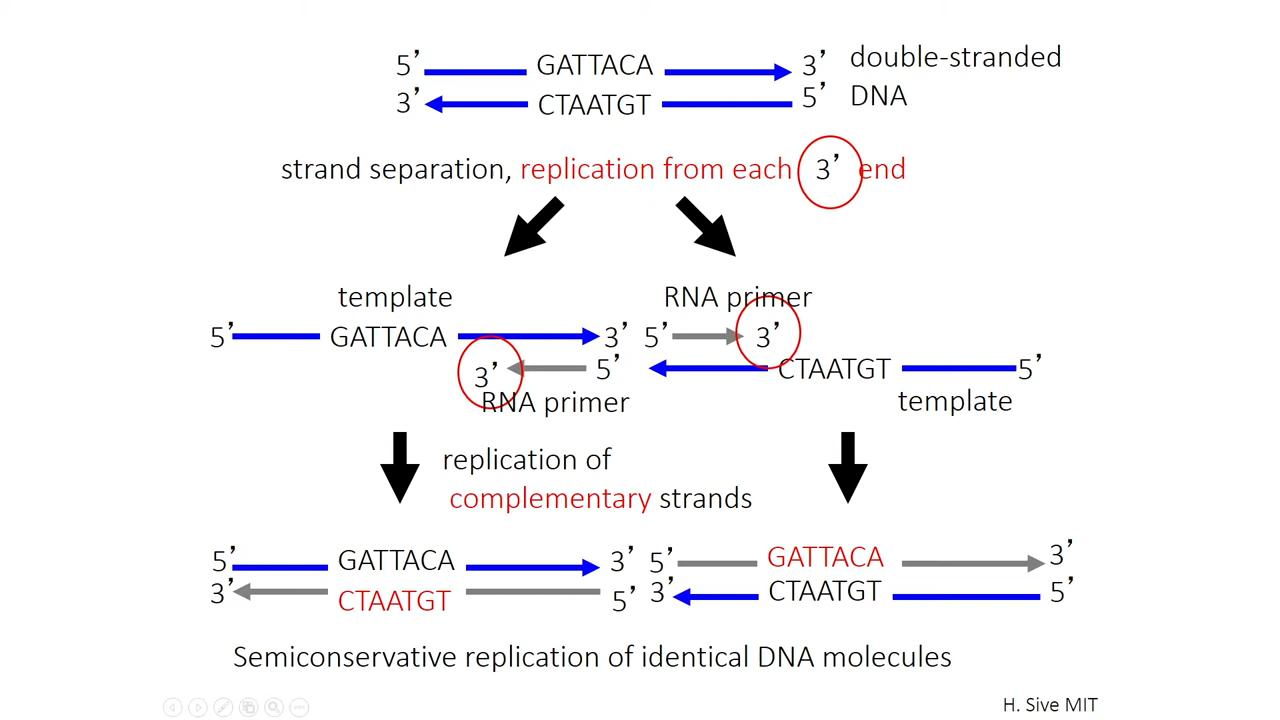 5’ GATTACA 3’ double-stranded
3’ CTAATGT 5’ DNA
strand separation, replication from each 3’ end
template RNA primer
5’ GATTACA 3’ 5’ 3’
3’ 5’ CTAATGT 5’
RNA primer template
replication of
complementary strands
5’ GATTACA 3’ 5’ GATTACA 3’
3’ CTAATGT 5’ 3’ CTAATGT 5’
Semiconservative replication of identical DNA molecules
H. Sive MIT